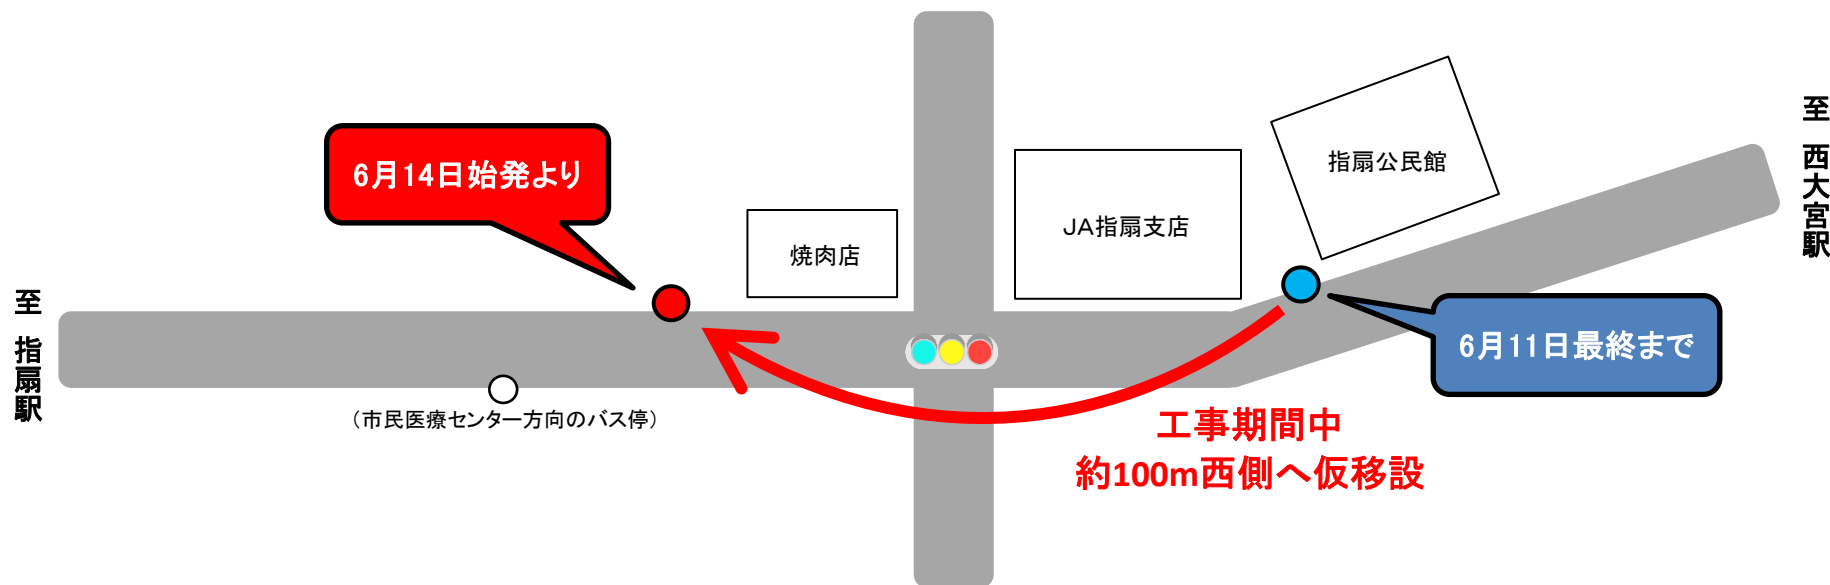 至 西大宮駅
指扇公民館
6月14日始発より
JA指扇支店
焼肉店
至 指扇駅
6月11日最終まで
（市民医療センター方向のバス停）
工事期間中
約100m西側へ仮移設